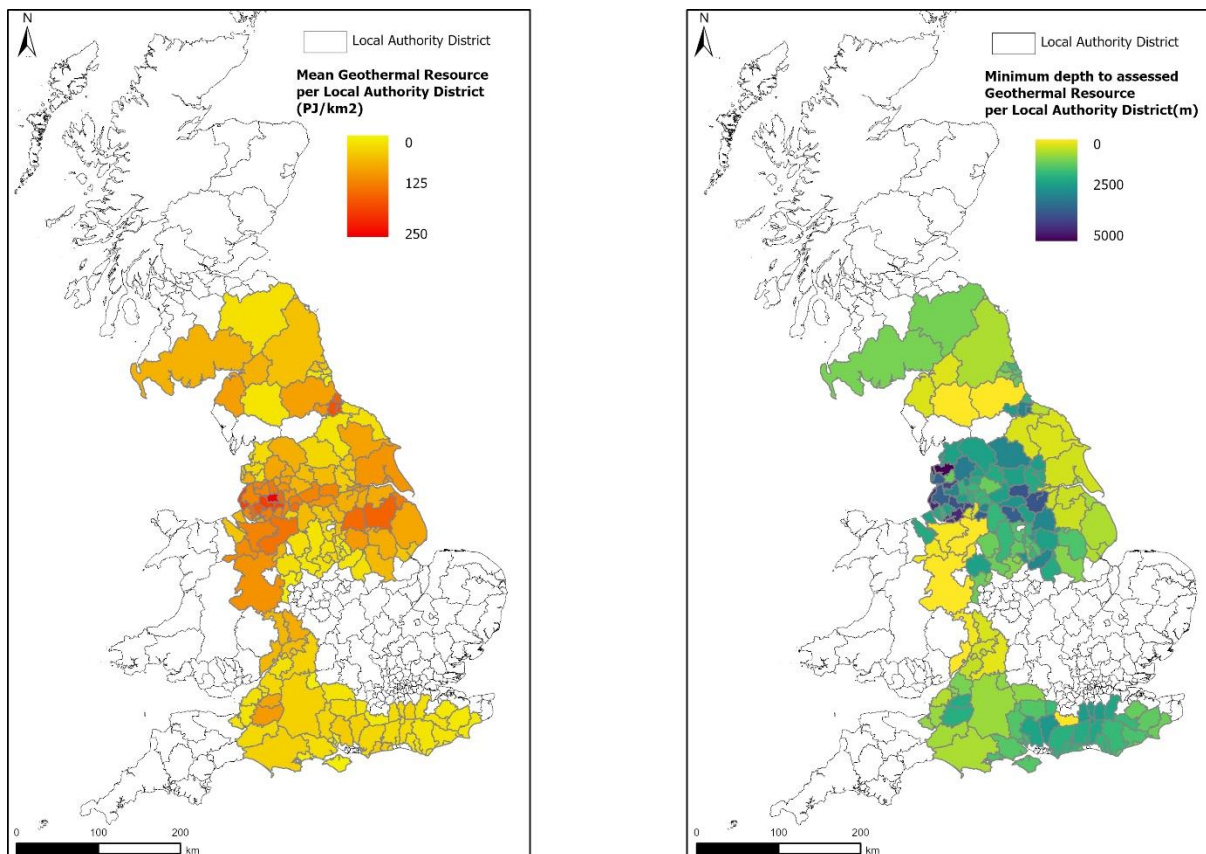 N
Local Authority District
Mean Geothermal Resource
per Local Authority District
(PJ/km2)
0
125
250
0
100
200
km
N
Local Authority District
Minimum depth to assessed
Geothermal Resource
per Local Authority District(m)
0
2500
5000
0
100
200
km